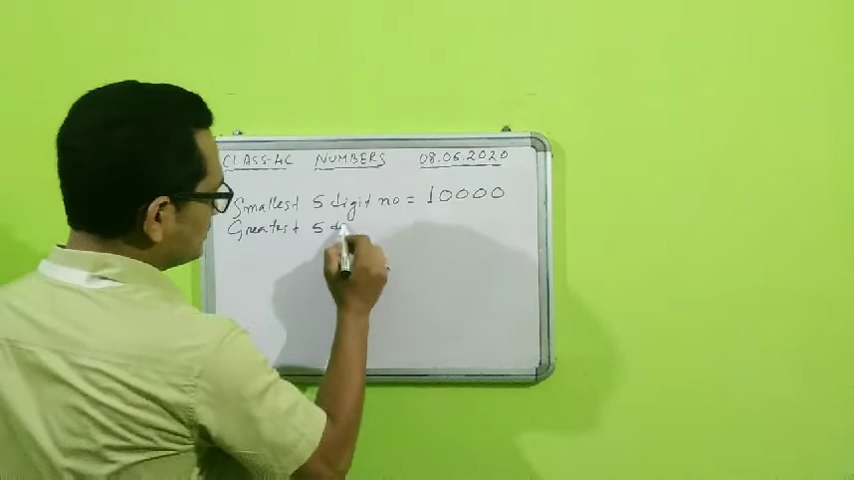 CLASS-4C NUMBERS 08.06.2020
Smallest 5 digit no = 10000
Greatest 5 d